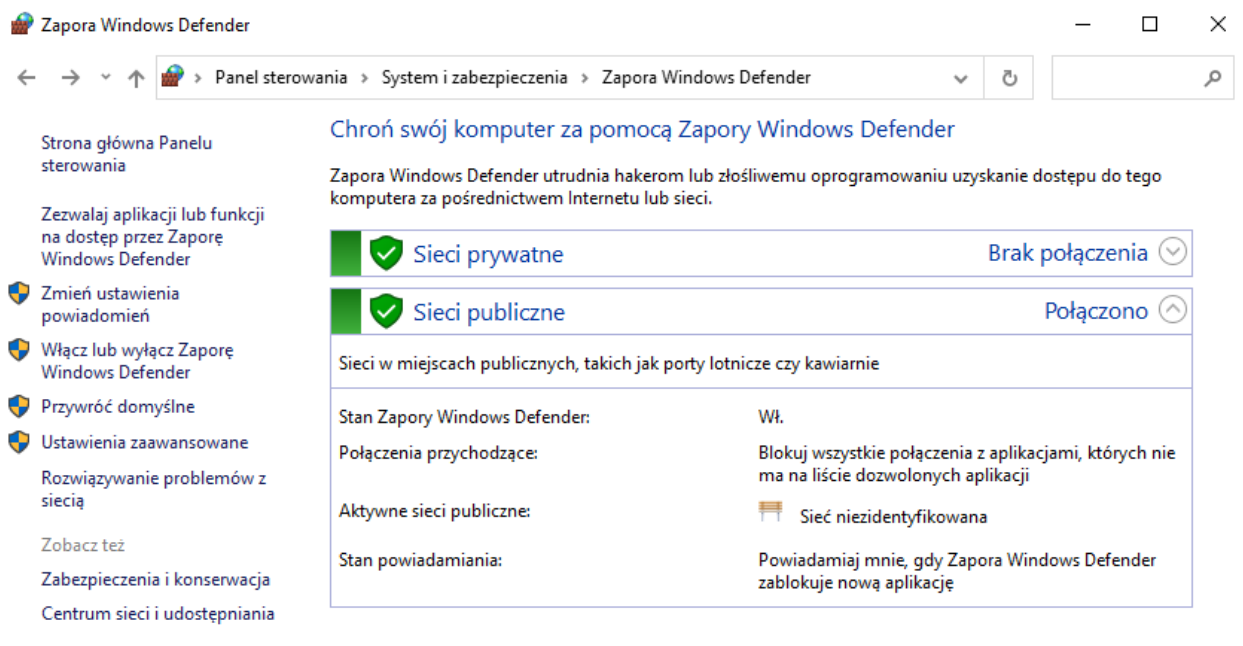 Zapora Windows Defender
Panel sterowania › System i zabezpieczenia › Zapora Windows Defender
Strona główna Panelu
sterowania
Zezwalaj aplikacji lub funkcji
na dostęp przez Zaporę
Windows Defender
Zmień ustawienia
powiadomień
Włącz lub wyłącz Zaporę
Windows Defender
Przywróć domyślne
Ustawienia zaawansowane
Rozwiązywanie problemów z
siecią
Zobacz też
Zabezpieczenia i konserwacja
Centrum sieci i udostępniania
Chroń swój komputer za pomocą Zapory Windows Defender
Zapora Windows Defender utrudnia hakerom lub złośliwemu oprogramowaniu uzyskanie dostępu do tego
komputera za pośrednictwem Internetu lub sieci.
Sieci prywatne Brak połączenia
Sieci publiczne Połączono
Sieci w miejscach publicznych, takich jak porty lotnicze czy kawiarnie
Stan Zapory Windows Defender: Wł.
Połączenia przychodzące: Blokuj wszystkie połączenia z aplikacjami, których nie
ma na liście dozwolonych aplikacji
Aktywne sieci publiczne: Sieć niezidentyfikowana
Stan powiadamiania: Powiadamiaj mnie, gdy Zapora Windows Defender
zablokuje nową aplikację